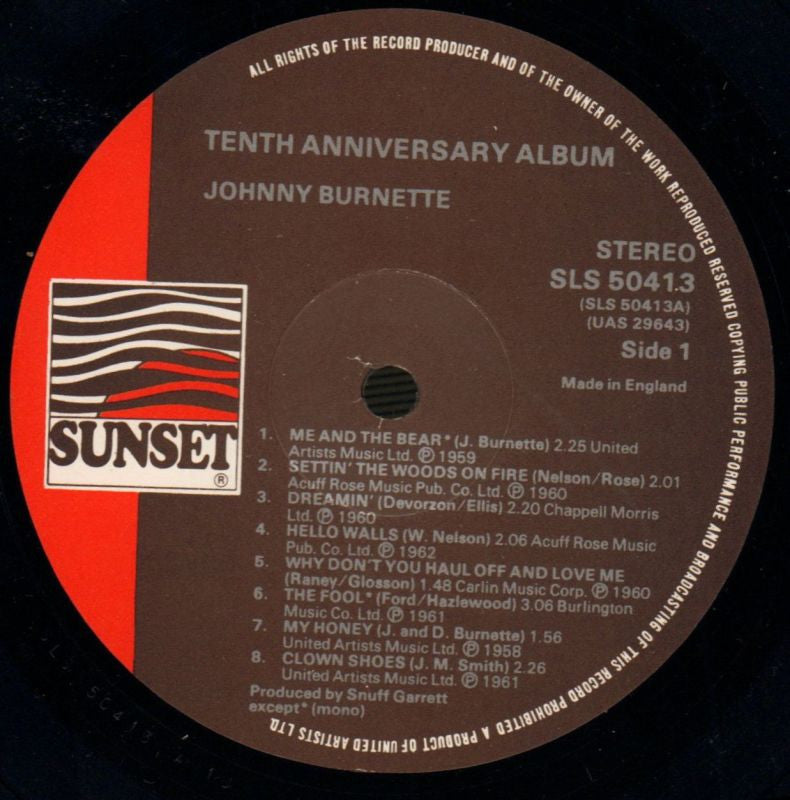 ALL RIGHTS OF THE RECORD PRODUCER AND OF THE OWNER OF THE WORK REPRODUCED RESERVED COPYING PUBLIC PERFORMANCE AND BROADCASTING OF THIS RECORD PROHIBITED A PRODUCT OF UNITED ARTISTS LTD.
TENTH ANNIVERSARY ALBUM
JOHNNY BURNETTE
STEREO
SLS 50413
(SLS 50413A)
(UAS 29643)
Side 1
Made in England
SUNSET
®
1. ME AND THE BEAR* (J. Burnette) 2.25 United
Artists Music Ltd. ℗ 1959
2. SETTIN' THE WOODS ON FIRE (Nelson/Rose) 2.01
Acuff Rose Music Pub. Co. Ltd. ℗ 1960
3. DREAMIN' (Devorzon/Ellis) 2.20 Chappell Morris
Ltd. ℗ 1960
4. HELLO WALLS (W. Nelson) 2.06 Acuff Rose Music
Pub. Co. Ltd. ℗ 1962
5. WHY DON'T YOU HAUL OFF AND LOVE ME
(Raney/Glosson) 1.48 Carlin Music Corp. ℗ 1960
6. THE FOOL* (Ford/Hazlewood) 3.06 Burlington
Music Co. Ltd. ℗ 1961
7. MY HONEY (J. and D. Burnette) 1.56
United Artists Music Ltd. ℗ 1958
8. CLOWN SHOES (J. M. Smith) 2.26
United Artists Music Ltd. ℗ 1961
Produced by Snuff Garrett
except* (mono)